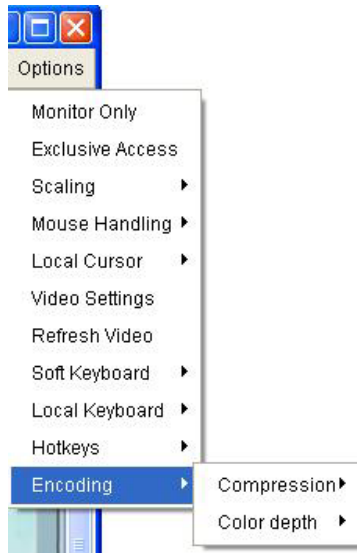 Options
Monitor Only
Exclusive Access
Scaling
Mouse Handling
Local Cursor
Video Settings
Refresh Video
Soft Keyboard
Local Keyboard
Hotkeys
Encoding
Compression
Color depth